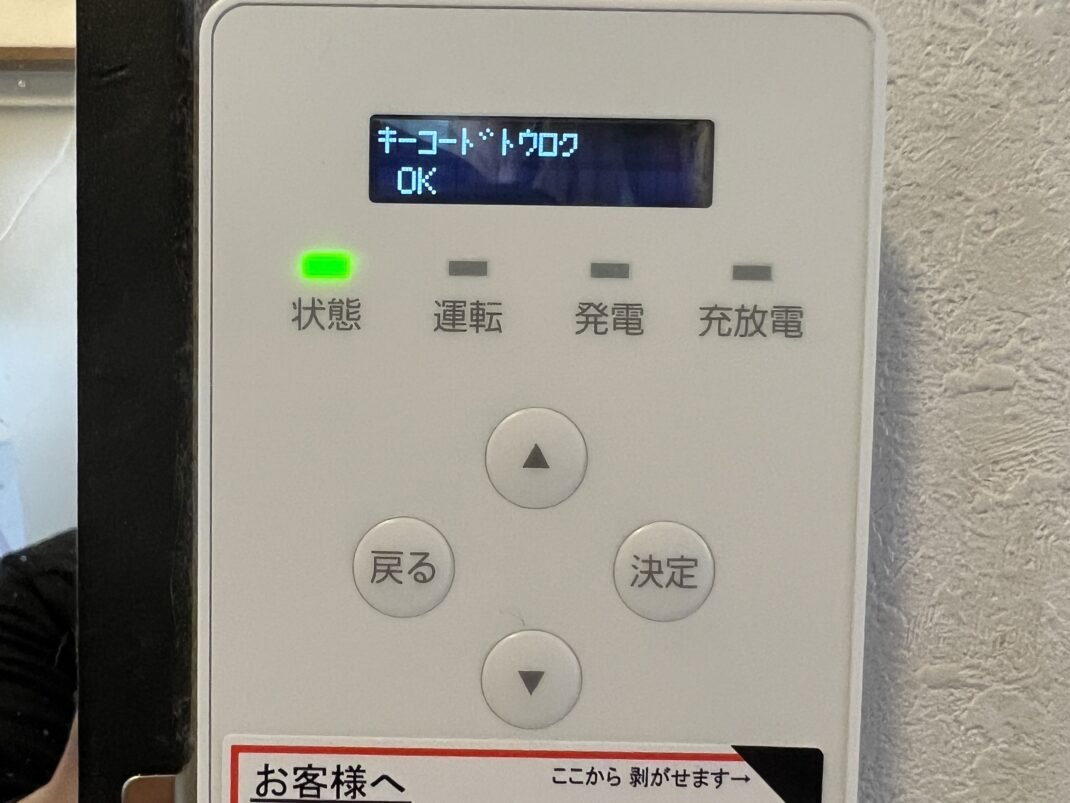 キーコードトウロク
OK
状態 運転 発電 充放電
▲
戻る 決定
▼
お客様へ ここから 剥がせます→